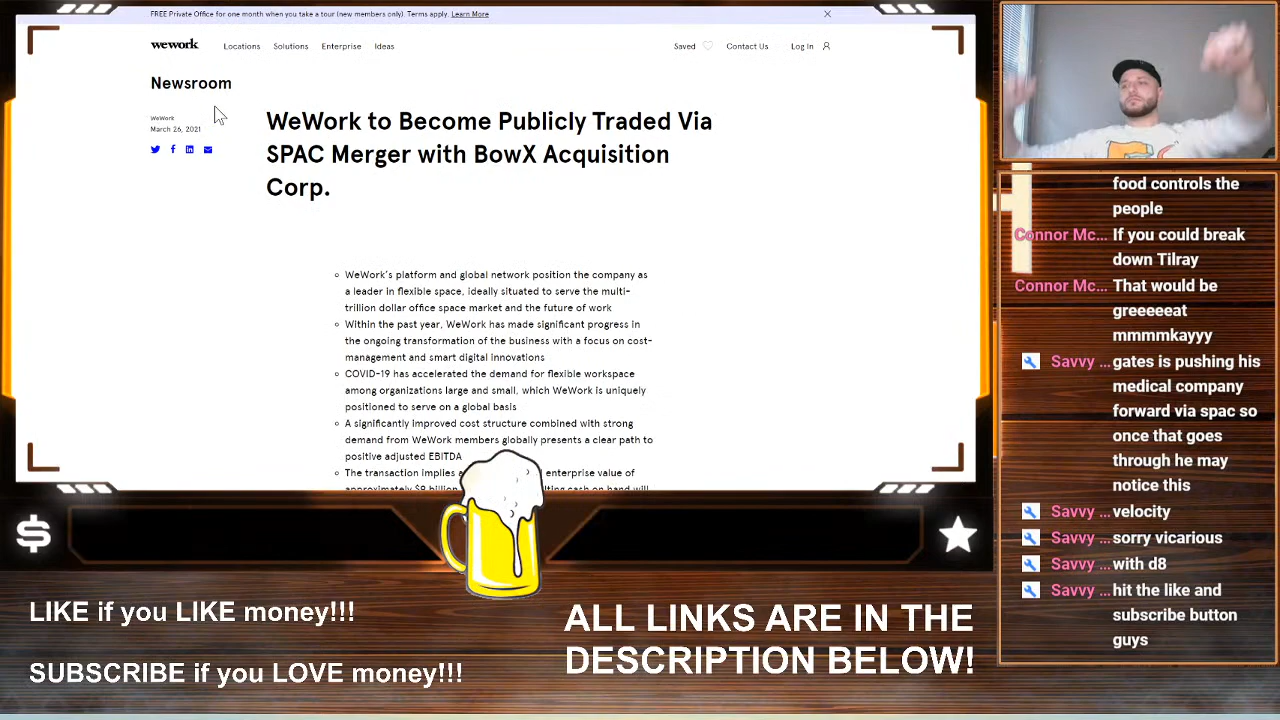 FREE Private Office for one month when you take a tour (new members only). Terms apply. Learn More
wework
Locations
Solutions
Enterprise
Ideas
Saved
Contact Us
Log In
Newsroom
WeWork
March 26, 2021
WeWork to Become Publicly Traded Via
SPAC Merger with BowX Acquisition
Corp.
WeWork's platform and global network position the company as
a leader in flexible space, ideally situated to serve the multi-
trillion dollar office space market and the future of work
Within the past year, WeWork has made significant progress in
the ongoing transformation of the business with a focus on cost-
management and smart digital innovations
COVID-19 has accelerated the demand for flexible workspace
among organizations large and small, which WeWork is uniquely
positioned to serve on a global basis
A significantly improved cost structure combined with strong
demand from WeWork members globally presents a clear path to
positive adjusted EBITDA
The transaction implies enterprise value of
approximately $9 cash on hand will
LIKE if you LIKE money!!!
SUBSCRIBE if you LOVE money!!!
ALL LINKS ARE IN THE
DESCRIPTION BELOW!
food controls the
people
Connor Mc... If you could break
down Tilray
Connor Mc... That would be
greeeeeat
mmmmkayyy
Savvy ... gates is pushing his
medical company
forward via spac so
once that goes
through he may
notice this
Savvy ... velocity
Savvy ... sorry vicarious
Savvy ... with d8
Savvy ... hit the like and
subscribe button
guys